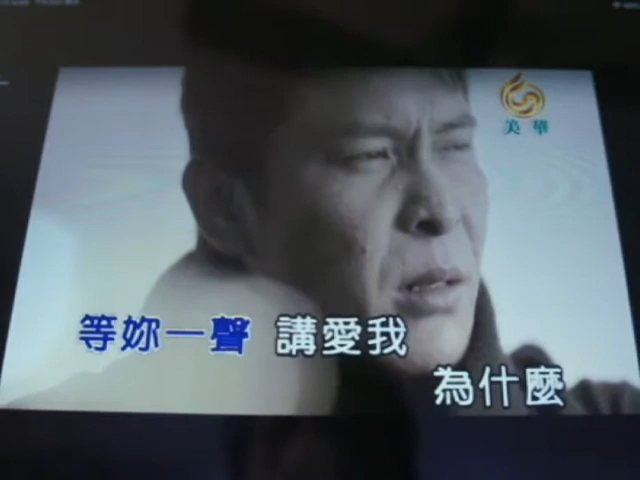 美華
等妳一聲 講愛我
為什麼